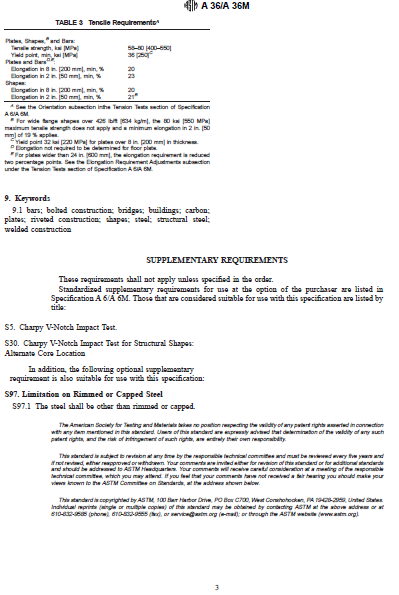 A 36/A 36M
TABLE 3 Tensile Requirements^A
Plates, Shapes,^B and Bars:
Tensile strength, ksi [MPa] 58–80 [400–550]
Yield point, min, ksi [MPa] 36 [250]^C
Plates and Bars^D,E:
Elongation in 8 in. [200 mm], min, % 20
Elongation in 2 in. [50 mm], min, % 23
Shapes:
Elongation in 8 in. [200 mm], min, % 20
Elongation in 2 in. [50 mm], min, % 21^B
^A See the Orientation subsection inthe Tension Tests section of Specification
A 6/A 6M.
^B For wide flange shapes over 426 lb/ft [634 kg/m], the 80 ksi [550 MPa]
maximum tensile strength does not apply and a minimum elongation in 2 in. [50
mm] of 19 % applies.
^C Yield point 32 ksi [220 MPa] for plates over 8 in. [200 mm] in thickness.
^D Elongation not required to be determined for floor plate.
^E For plates wider than 24 in. [600 mm], the elongation requirement is reduced
two percentage points. See the Elongation Requirement Adjustments subsection
under the Tension Tests section of Specification A 6/A 6M.
9. Keywords
9.1 bars; bolted construction; bridges; buildings; carbon;
plates; riveted construction; shapes; steel; structural steel;
welded construction
SUPPLEMENTARY REQUIREMENTS
These requirements shall not apply unless specified in the order.
Standardized supplementary requirements for use at the option of the purchaser are listed in
Specification A 6/A 6M. Those that are considered suitable for use with this specification are listed by
title:
S5. Charpy V-Notch Impact Test.
S30. Charpy V-Notch Impact Test for Structural Shapes:
Alternate Core Location
In addition, the following optional supplementary
requirement is also suitable for use with this specification:
S97. Limitation on Rimmed or Capped Steel
S97.1 The steel shall be other than rimmed or capped.
The American Society for Testing and Materials takes no position respecting the validity of any patent rights asserted in connection
with any item mentioned in this standard. Users of this standard are expressly advised that determination of the validity of any such
patent rights, and the risk of infringement of such rights, are entirely their own responsibility.
This standard is subject to revision at any time by the responsible technical committee and must be reviewed every five years and
if not revised, either reapproved or withdrawn. Your comments are invited either for revision of this standard or for additional standards
and should be addressed to ASTM Headquarters. Your comments will receive careful consideration at a meeting of the responsible
technical committee, which you may attend. If you feel that your comments have not received a fair hearing you should make your
views known to the ASTM Committee on Standards, at the address shown below.
This standard is copyrighted by ASTM, 100 Barr Harbor Drive, PO Box C700, West Conshohocken, PA 19428-2959, United States.
Individual reprints (single or multiple copies) of this standard may be obtained by contacting ASTM at the above address or at
610-832-9585 (phone), 610-832-9555 (fax), or service@astm.org (e-mail); or through the ASTM website (www.astm.org).
3